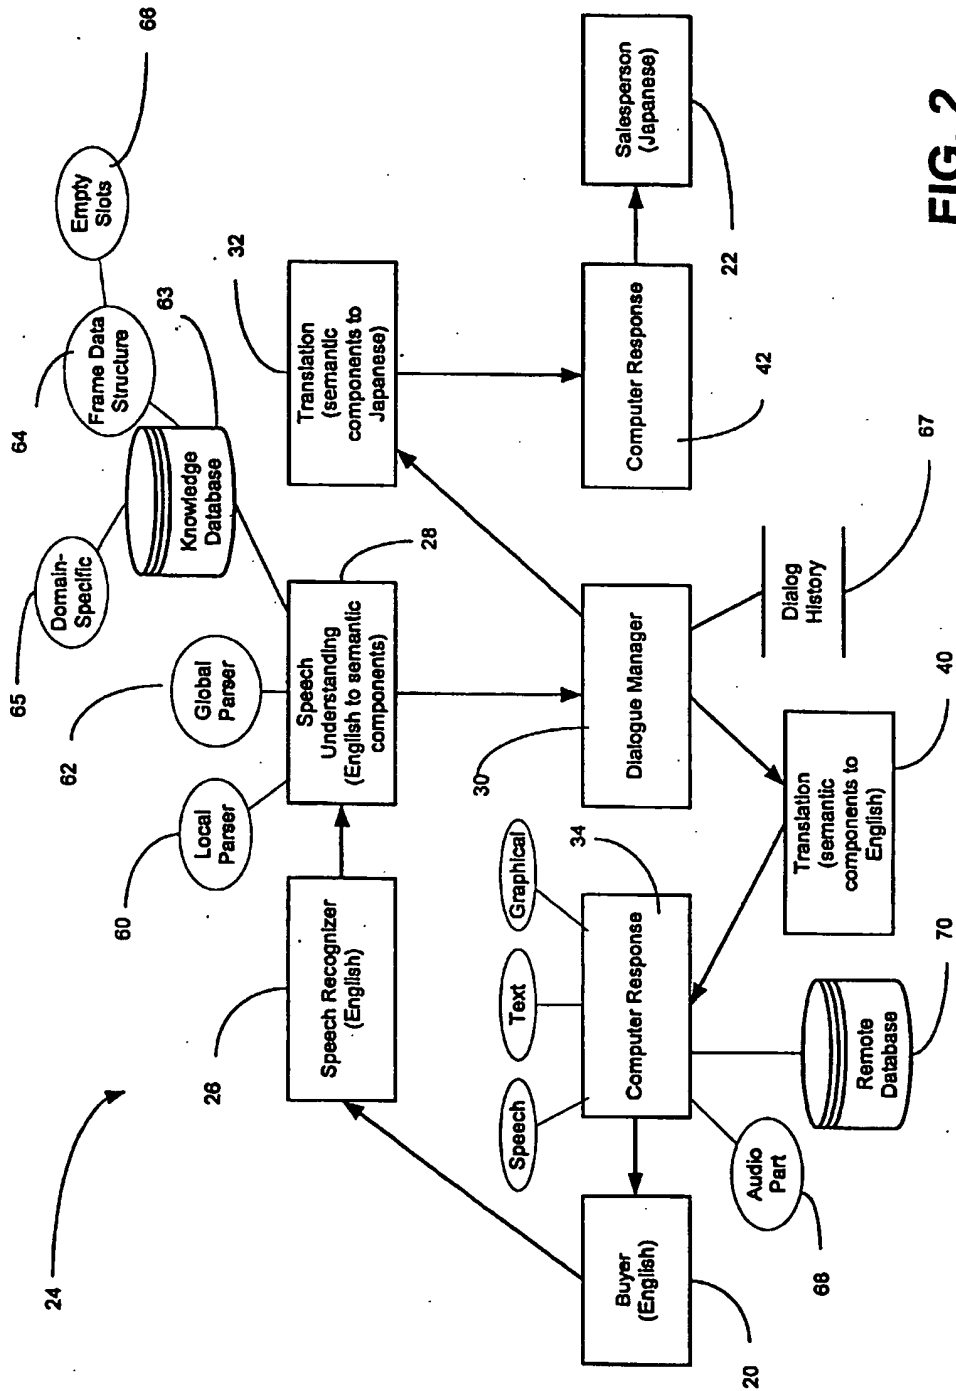 24
60
62
65
64
66
Local
Parser
Global
Parser
Domain-
Specific
Frame Data
Structure
Empty
Slots
63
Knowledge
Database
26
28
32
Speech Recognizer
(English)
Speech
Understanding
(English to semantic
components)
Translation
(semantic
components to
Japanese)
Speech
Text
Graphical
34
30
Buyer
(English)
Computer Response
Dialogue Manager
Computer Response
Salesperson
(Japanese)
20
22
42
Audio
Part
68
Remote
Database
70
Translation
(semantic
components to
English)
40
Dialog
History
67
FIG. 2